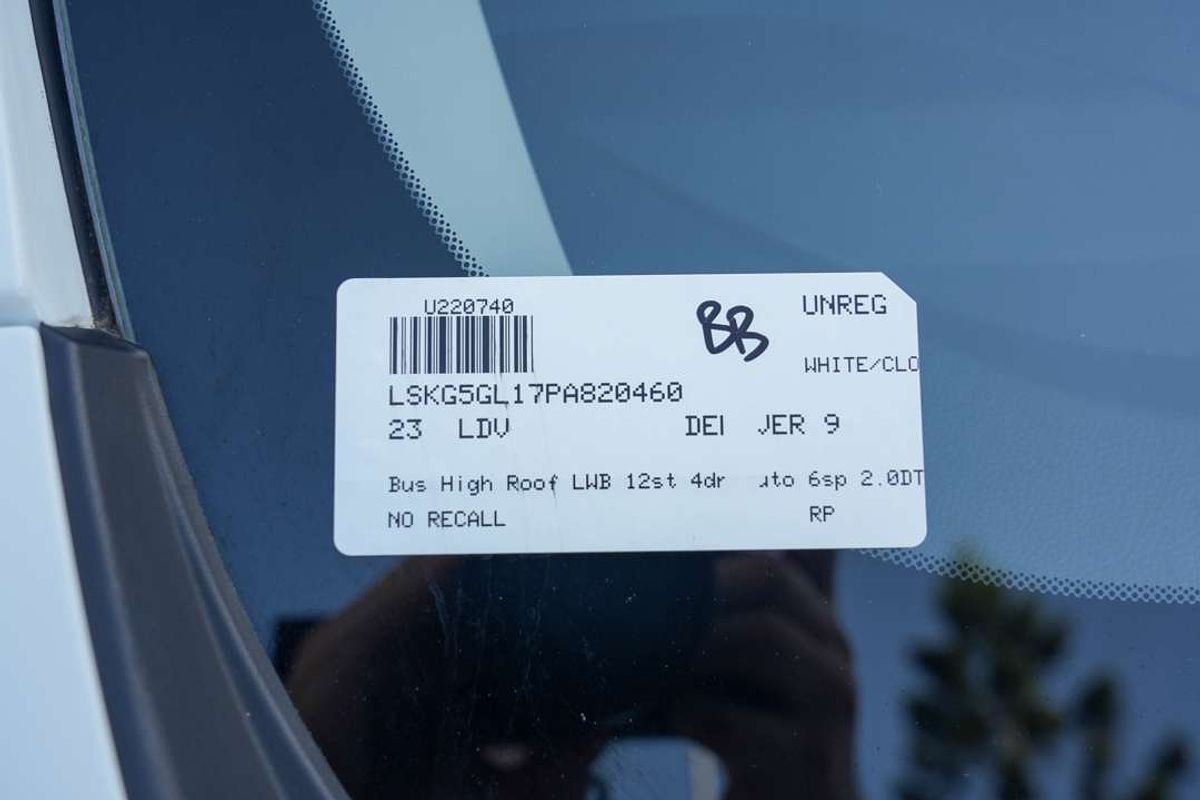 U220740
BB
UNREG
WHITE/CLO
LSKG5GL17PA820460
23 LDV DEI VER 9
Bus High Roof LWB 12st 4dr uto 6sp 2.0DT
NO RECALL RP